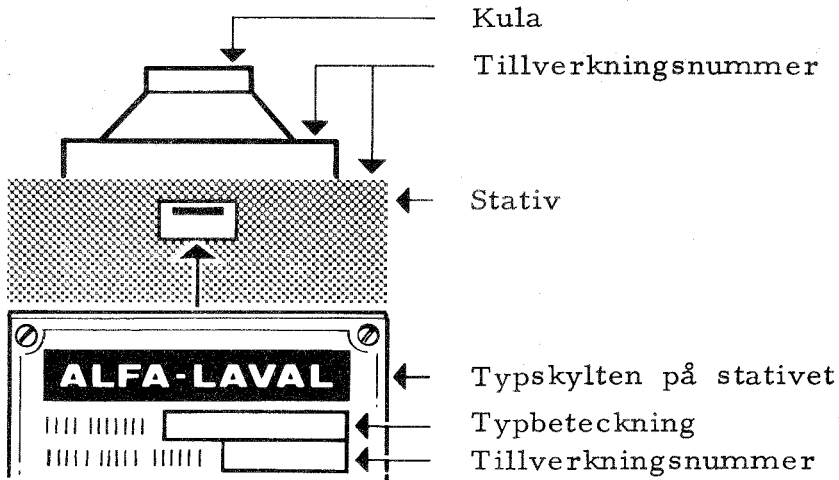 Kula
Tillverkningsnummer
Stativ
ALFA-LAVAL
Typskylten på stativet
Typbeteckning
Tillverkningsnummer